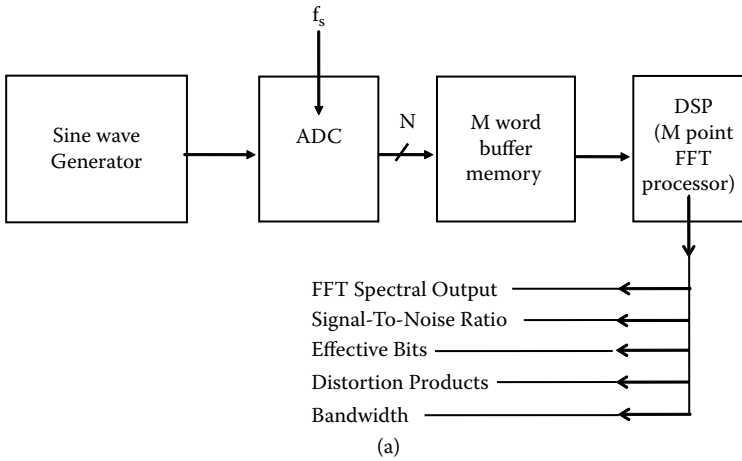 fs
Sine wave
Generator
ADC
N
M word
buffer
memory
DSP
(M point
FFT
processor)
FFT Spectral Output
Signal-To-Noise Ratio
Effective Bits
Distortion Products
Bandwidth
(a)